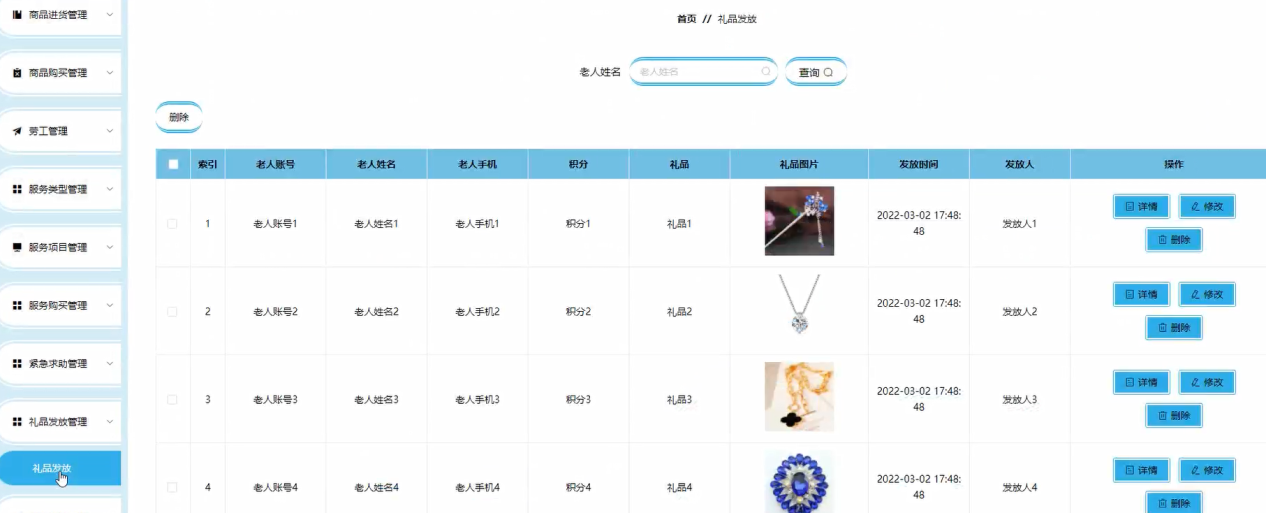 商品进货管理
商品购买管理
劳工管理
服务类型管理
服务项目管理
服务购买管理
紧急求助管理
礼品发放管理
礼品发放
首页 // 礼品发放
老人姓名 老人姓名 查询
删除
索引 老人账号 老人姓名 老人手机 积分 礼品 礼品图片 发放时间 发放人 操作
1 老人账号1 老人姓名1 老人手机1 积分1 礼品1 2022-03-02 17:48:48 发放人1 详情 修改 删除
2 老人账号2 老人姓名2 老人手机2 积分2 礼品2 2022-03-02 17:48:48 发放人2 详情 修改 删除
3 老人账号3 老人姓名3 老人手机3 积分3 礼品3 2022-03-02 17:48:48 发放人3 详情 修改 删除
4 老人账号4 老人姓名4 老人手机4 积分4 礼品4 2022-03-02 17:48:48 发放人4 详情 修改 删除